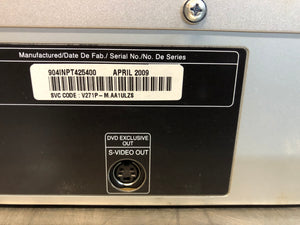 Manufactured/Date De Fab./ Serial No./No. De Series
904INPT425400 APRIL 2009
SVC CODE : V271P-M.AA1ULZS
DVD EXCLUSIVE
OUT
S-VIDEO OUT